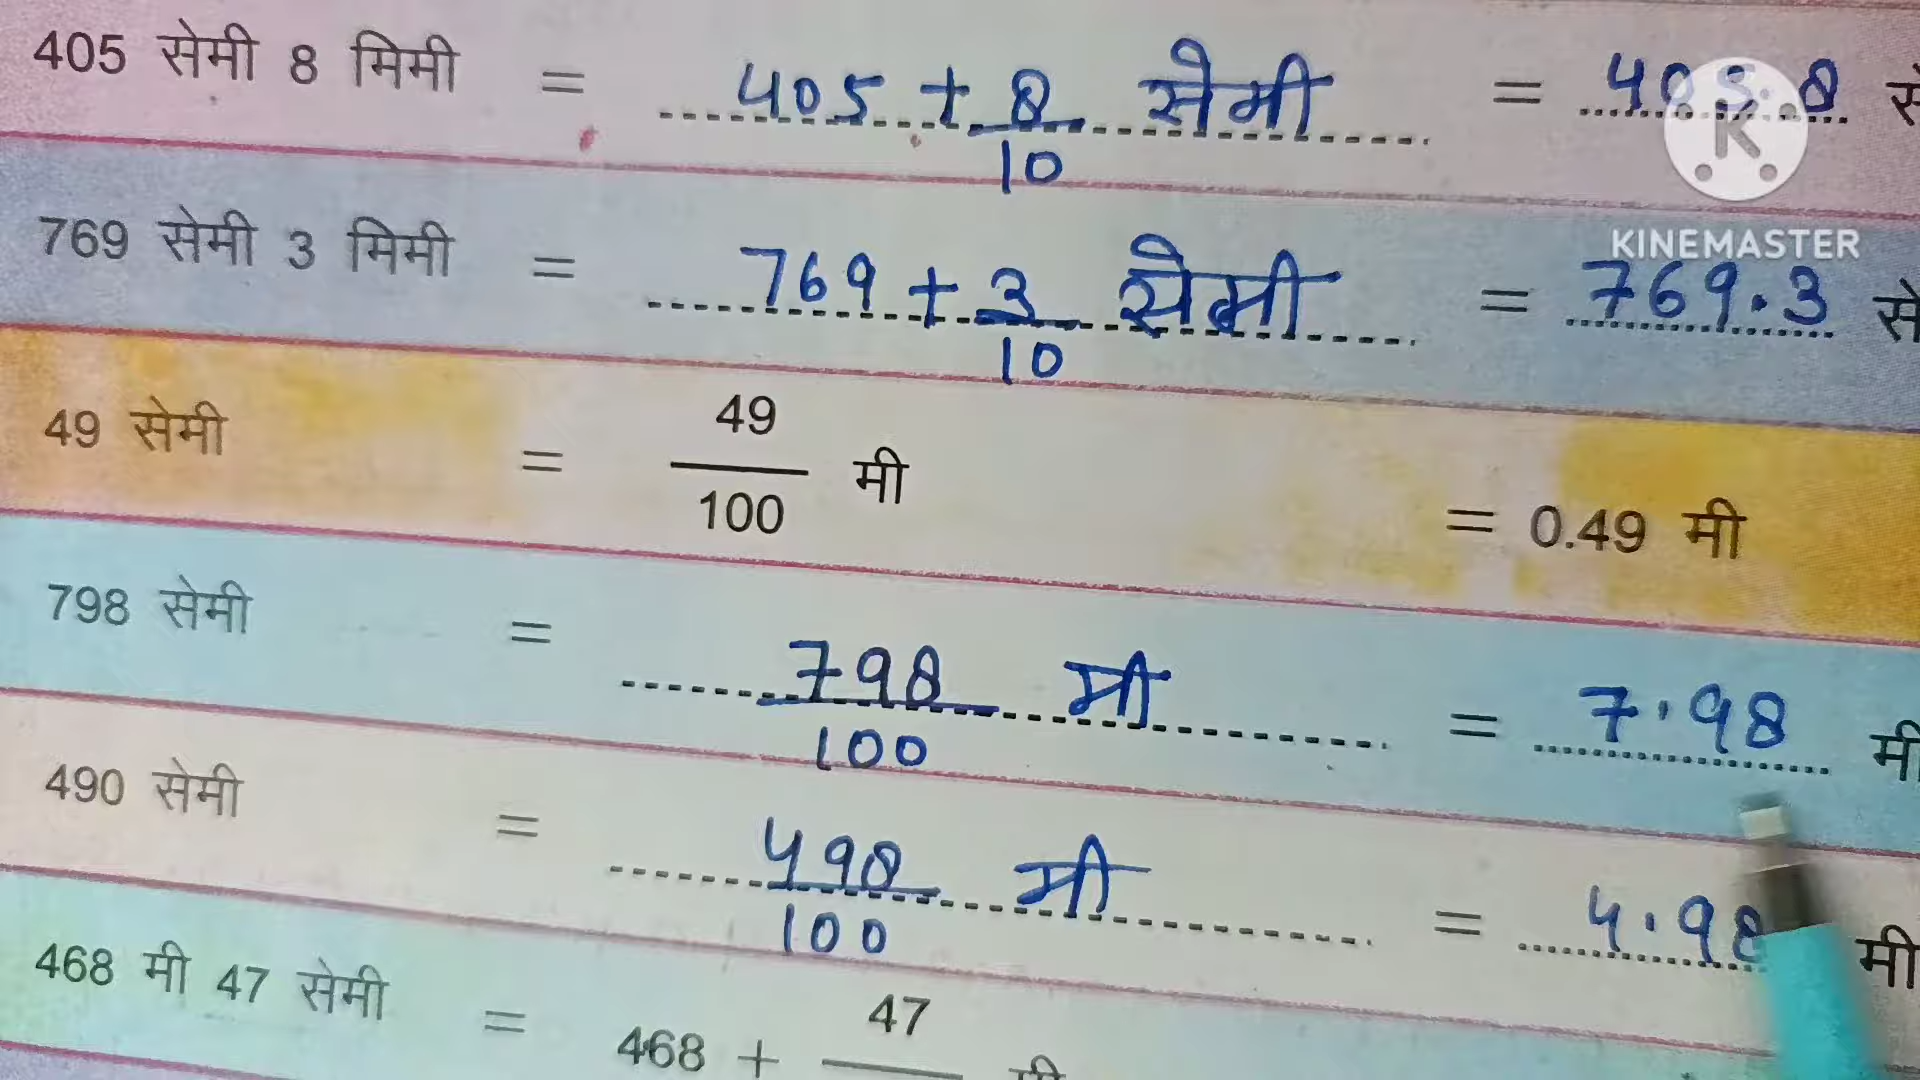 405 सेमी 8 मिमी = 405 + 8/10 सेमी = 405.8 से
KINEMASTER
769 सेमी 3 मिमी = 769 + 3/10 सेमी = 769.3 से
49 सेमी = 49/100 मी = 0.49 मी
798 सेमी = 798/100 मी = 7.98 मी
490 सेमी = 498/100 मी = 4.98 मी
468 मी 47 सेमी = 468 + 47